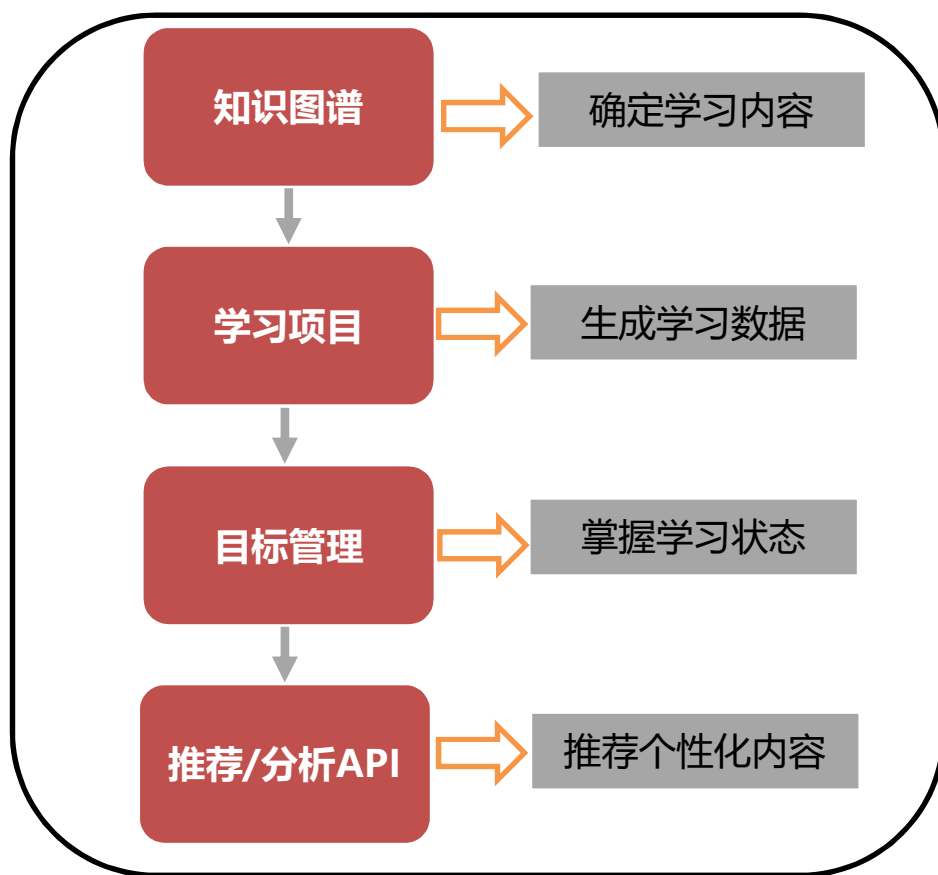 知识图谱
确定学习内容
学习项目
生成学习数据
目标管理
掌握学习状态
推荐/分析API
推荐个性化内容